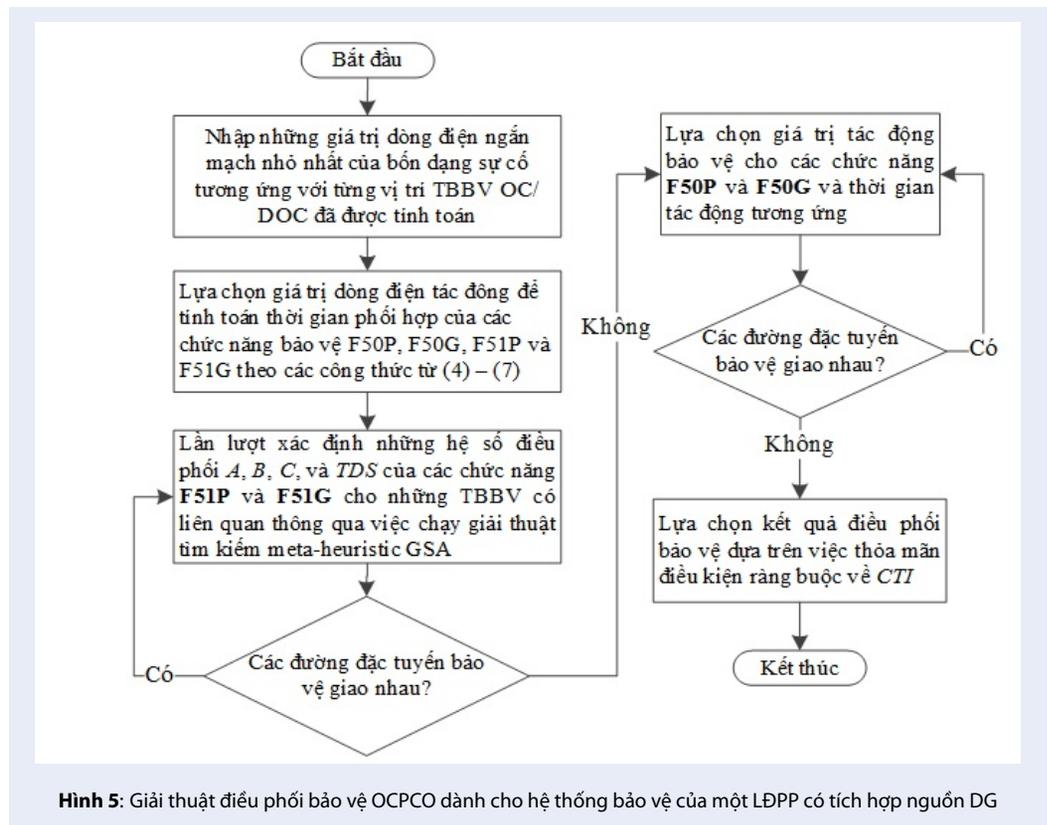 Bắt đầu
Nhập những giá trị dòng điện ngắn
mạch nhỏ nhất của bốn dạng sự cố
tương ứng với từng vị trí TBBV OC/
DOC đã được tính toán
Lựa chọn giá trị dòng điện tác đông để
tính toán thời gian phối hợp của các
chức năng bảo vệ F50P, F50G, F51P và
F51G theo các công thức từ (4) – (7)
Lần lượt xác định những hệ số điều
phối A, B, C, và TDS của các chức năng
F51P và F51G cho những TBBV có
liên quan thông qua việc chạy giải thuật
tìm kiếm meta-heuristic GSA
Các đường đặc tuyến bảo
vệ giao nhau?
Có
Không
Lựa chọn giá trị tác động
bảo vệ cho các chức năng
F50P và F50G và thời gian
tác động tương ứng
Các đường đặc tuyến
bảo vệ giao nhau?
Có
Không
Lựa chọn kết quả điều phối
bảo vệ dựa trên việc thỏa mãn
điều kiện ràng buộc về CTI
Kết thúc
Hình 5: Giải thuật điều phối bảo vệ OCPCO dành cho hệ thống bảo vệ của một LĐPP có tích hợp nguồn DG